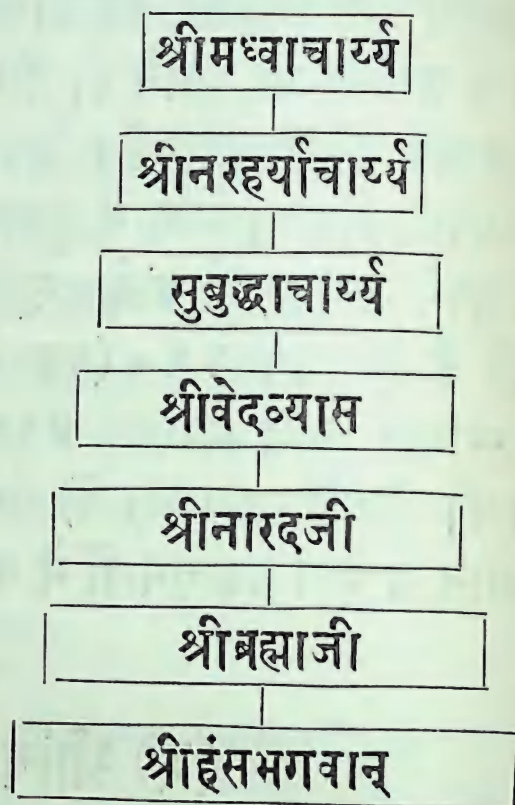 श्रीमध्वाचार्य्य
श्रीनरहर्याचार्य्य
सुबुद्धाचार्य्य
श्रीवेदव्यास
श्रीनारदजी
श्रीब्रह्माजी
श्रीहंसभगवान्